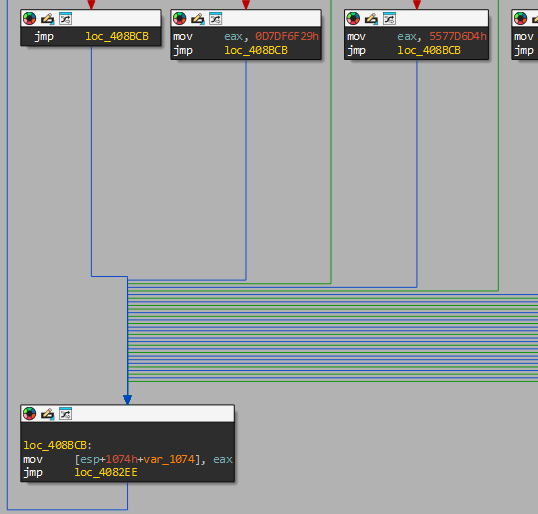 jmp loc_408BCB
mov eax, 0D7DF6F29h
jmp loc_408BCB
mov eax, 5577D6D4h
jmp loc_408BCB
mov
jmp
loc_408BCB:
mov [esp+1074h+var_1074], eax
jmp loc_4082EE